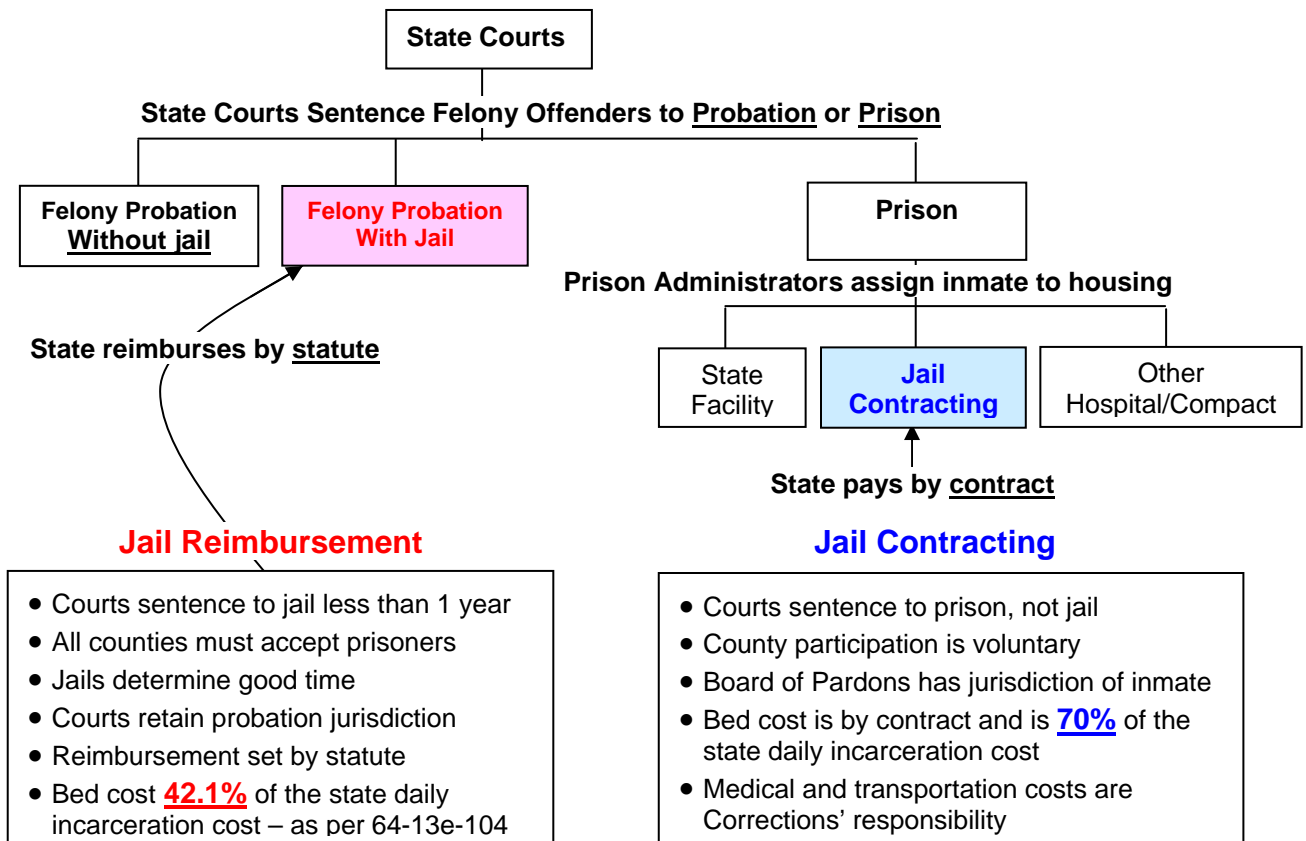 State Courts
State Courts Sentence Felony Offenders to Probation or Prison
Felony Probation
Without jail
Felony Probation
With Jail
Prison
Prison Administrators assign inmate to housing
State reimburses by statute
State
Facility
Jail
Contracting
Other
Hospital/Compact
State pays by contract
Jail Reimbursement
• Courts sentence to jail less than 1 year
• All counties must accept prisoners
• Jails determine good time
• Courts retain probation jurisdiction
• Reimbursement set by statute
• Bed cost 42.1% of the state daily
incarceration cost – as per 64-13e-104
Jail Contracting
• Courts sentence to prison, not jail
• County participation is voluntary
• Board of Pardons has jurisdiction of inmate
• Bed cost is by contract and is 70% of the
state daily incarceration cost
• Medical and transportation costs are
Corrections’ responsibility